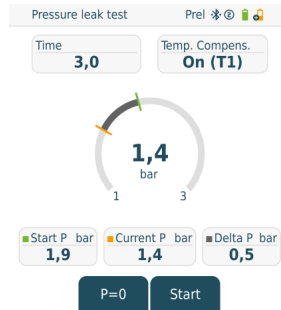 Pressure leak test Prel
Time Temp. Compens.
3,0 On (T1)
1,4
bar
1 3
Start P bar Current P bar Delta P bar
1,9 1,4 0,5
P=0 Start